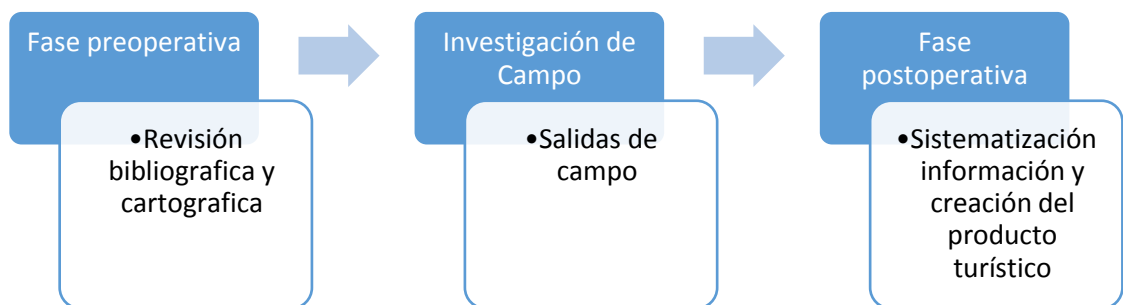 Fase preoperativa
•Revisión
bibliografica y
cartografica
Investigación de
Campo
•Salidas de
campo
Fase
postoperativa
•Sistematización
información y
creación del
producto
turístico